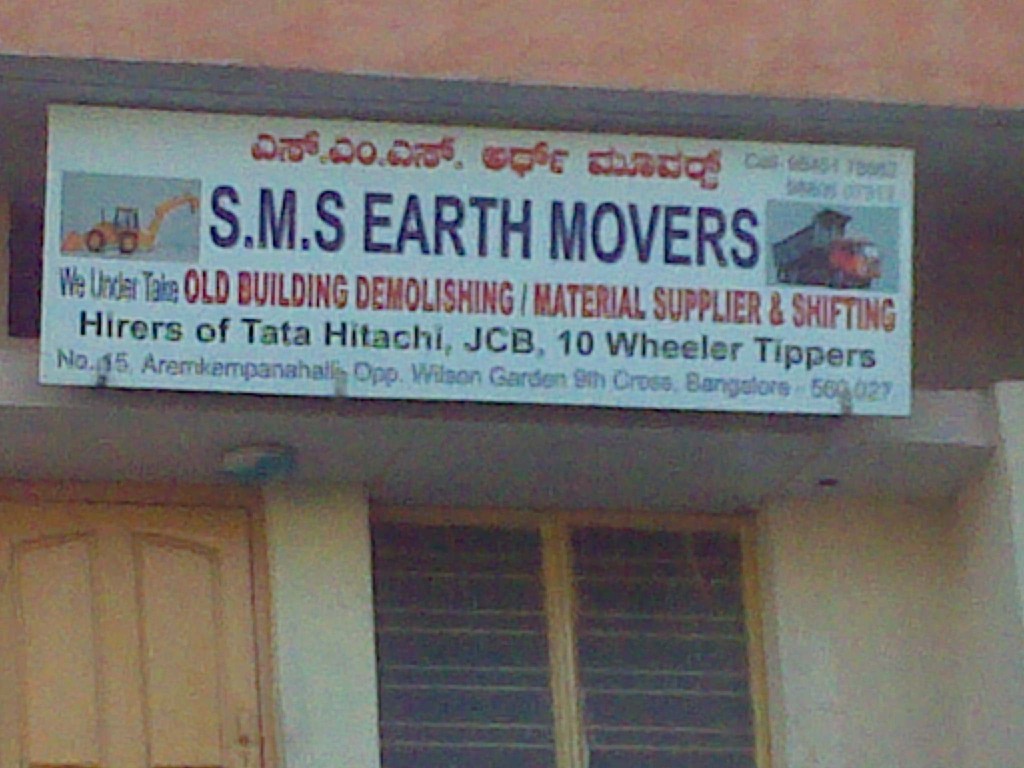 ಎಸ್.ಎಂ.ಎಸ್. ಅರ್ಥ್ ಮೂವರ್ಸ್
Cell
S.M.S EARTH MOVERS
We Under Take OLD BUILDING DEMOLISHING / MATERIAL SUPPLIER & SHIFTING
Hirers of Tata Hitachi, JCB, 10 Wheeler Tippers
No. 15, Aremkempanahalli, Opp. Wilson Garden 9th Cross, Bangalore - 560 027